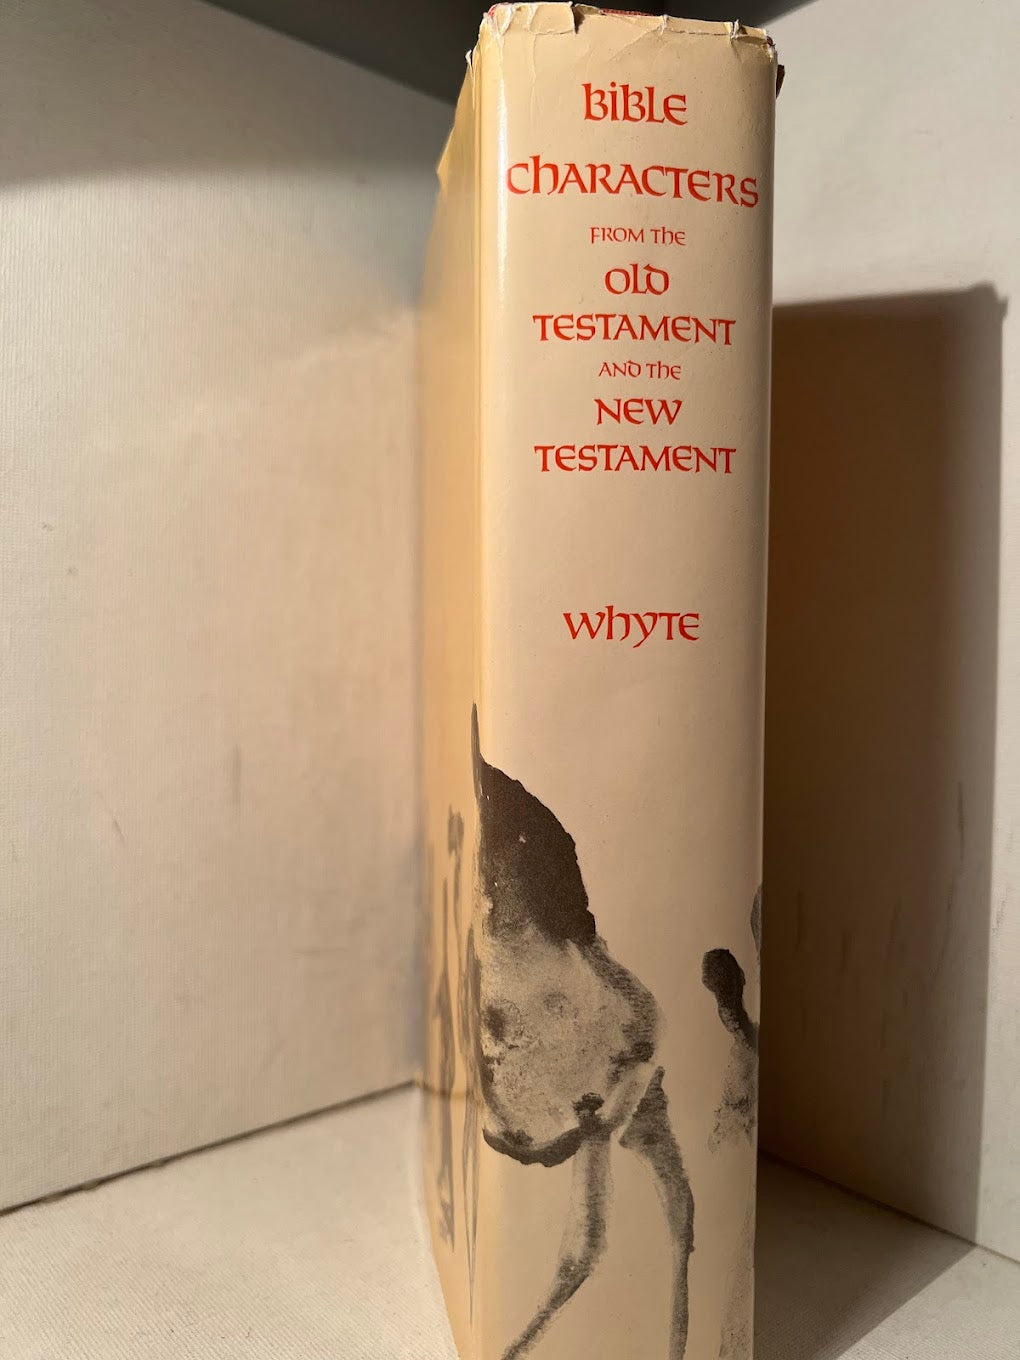 Bible
Characters
from the
Old
Testament
and the
New
Testament
Whyte